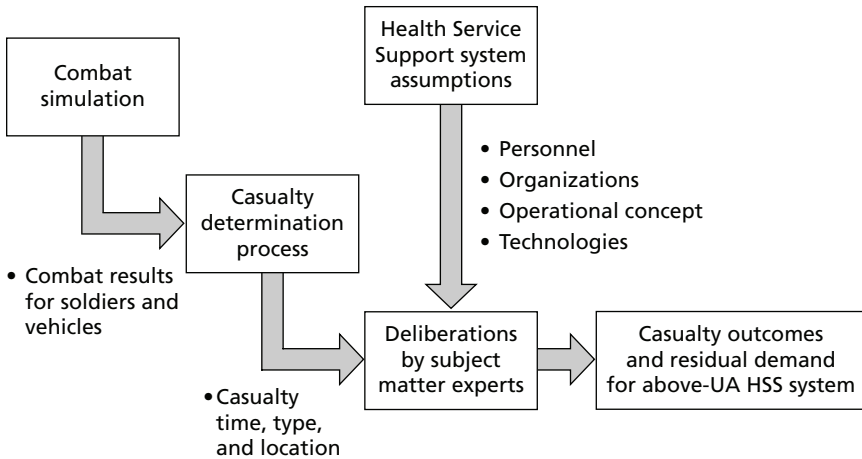 Health Service
Support system
assumptions
Combat
simulation
• Personnel
• Organizations
• Operational concept
• Technologies
Casualty
determination
process
• Combat results
for soldiers and
vehicles
Deliberations
by subject
matter experts
Casualty outcomes
and residual demand
for above-UA HSS system
• Casualty
time, type,
and location